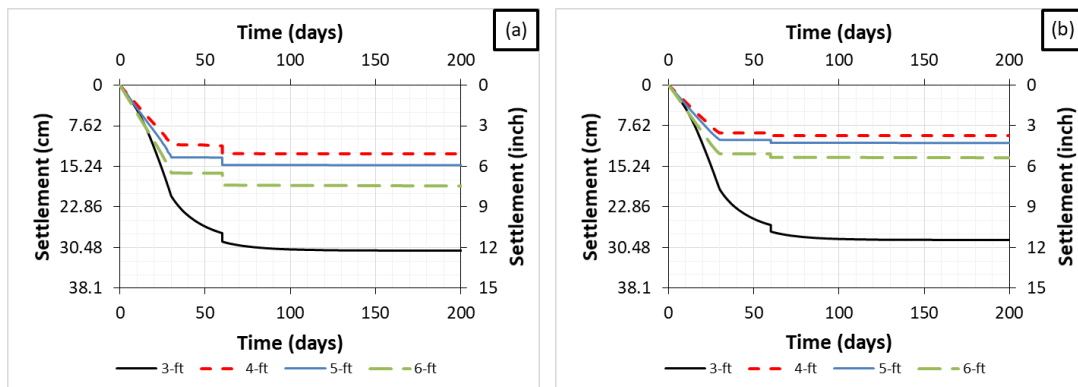 Time (days)
(a)
0 50 100 150 200
0 0
7.62 3
15.24 6
22.86 9
30.48 12
38.1 15
Settlement (cm)
Settlement (inch)
0 50 100 150 200
Time (days)
3-ft 4-ft 5-ft 6-ft
Time (days)
(b)
0 50 100 150 200
0 0
7.62 3
15.24 6
22.86 9
30.48 12
38.1 15
Settlement (cm)
Settlement (inch)
0 50 100 150 200
Time (days)
3-ft 4-ft 5-ft 6-ft